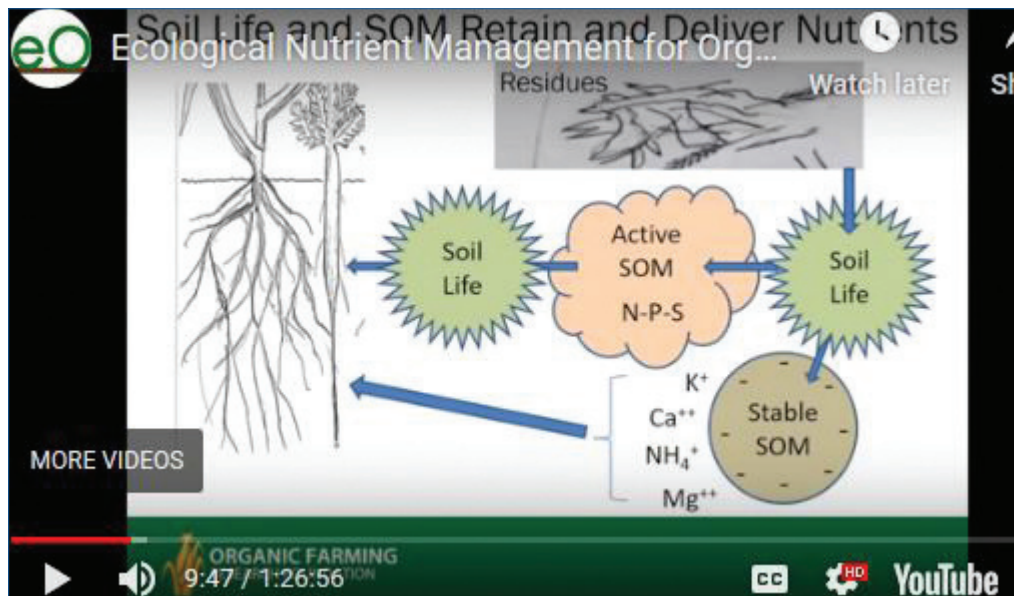 Soil Life and SOM Retain and Deliver Nutrients
eO
Ecological Nutrient Management for Org...
Watch later
Residues
Soil
Life
Active
SOM
N-P-S
Soil
Life
K⁺
Ca⁺⁺
NH₄⁺
Mg⁺⁺
Stable
SOM
MORE VIDEOS
ORGANIC FARMING
9:47 / 1:26:56
CC
HD
YouTube